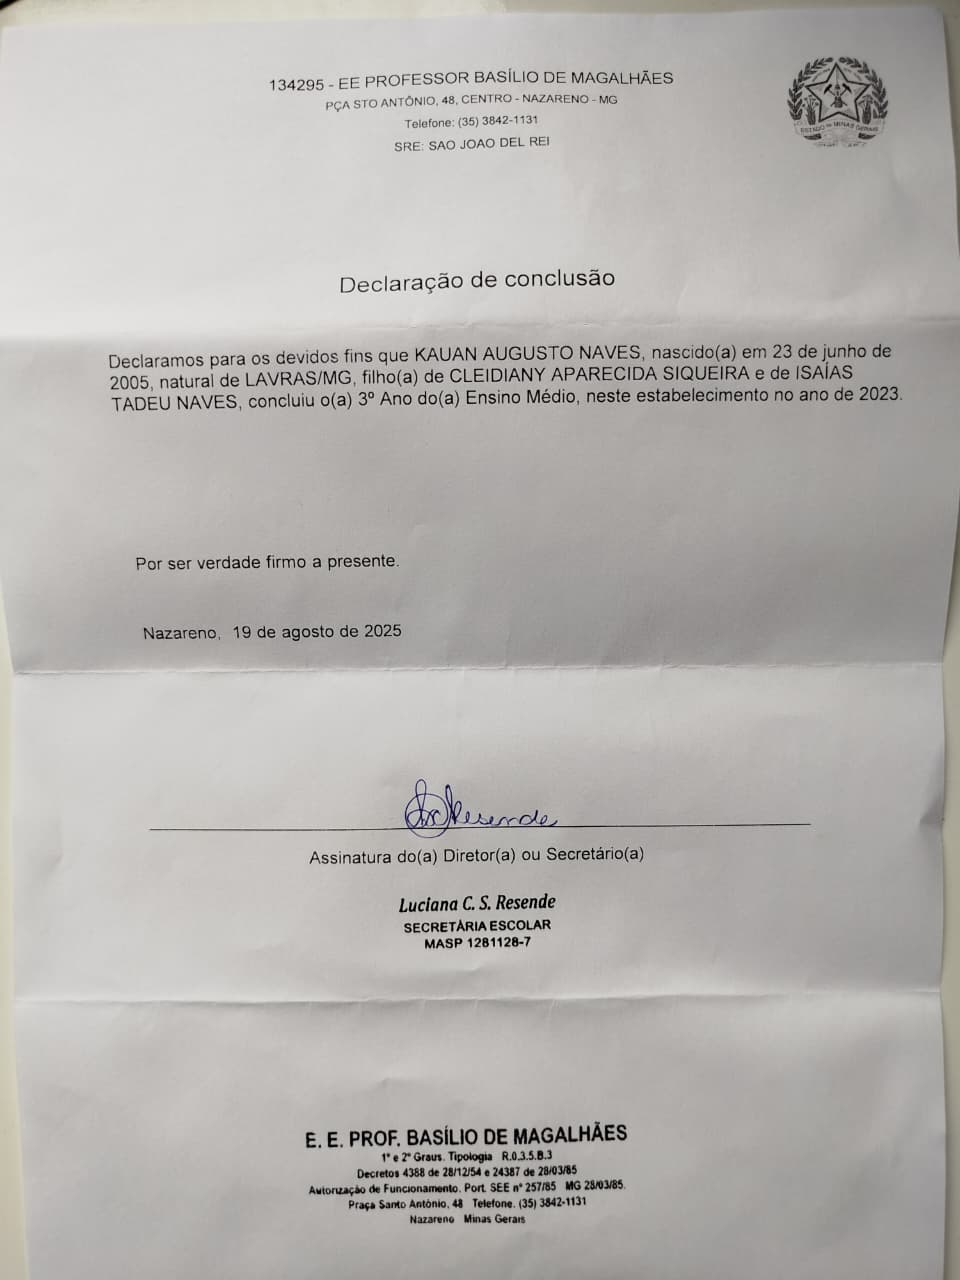 134295 - EE PROFESSOR BASÍLIO DE MAGALHÃES
PÇA STO ANTÔNIO, 48, CENTRO - NAZARENO - MG
Telefone: (35) 3842-1131
SRE: SAO JOAO DEL REI
ESTADO DE MINAS GERAIS
Declaração de conclusão
Declaramos para os devidos fins que KAUAN AUGUSTO NAVES, nascido(a) em 23 de junho de
2005, natural de LAVRAS/MG, filho(a) de CLEIDIANY APARECIDA SIQUEIRA e de ISAÍAS
TADEU NAVES, concluiu o(a) 3º Ano do(a) Ensino Médio, neste estabelecimento no ano de 2023.
Por ser verdade firmo a presente.
Nazareno, 19 de agosto de 2025
Resende
Assinatura do(a) Diretor(a) ou Secretário(a)
Luciana C. S. Resende
SECRETÀRIA ESCOLAR
MASP 1281128-7
E. E. PROF. BASÍLIO DE MAGALHÃES
1º e 2º Graus. Tipologia R.0.3.5.B.3
Decretos 4388 de 28/12/54 e 24387 de 28/03/85
Autorização de Funcionamento. Port. SEE nº 257/85 MG 28/03/85.
Praça Santo Antônio, 48 Telefone. (35) 3842-1131
Nazareno Minas Gerais